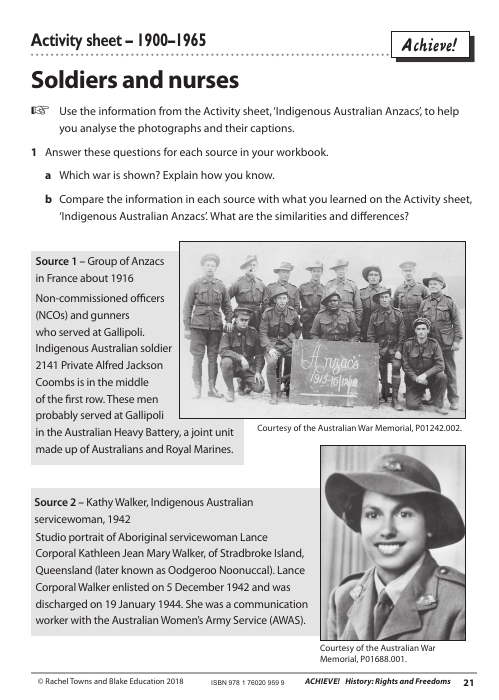 Activity sheet – 1900–1965
Achieve!
Soldiers and nurses
Use the information from the Activity sheet, 'Indigenous Australian Anzacs', to help
you analyse the photographs and their captions.
1 Answer these questions for each source in your workbook.
a Which war is shown? Explain how you know.
b Compare the information in each source with what you learned on the Activity sheet,
'Indigenous Australian Anzacs'. What are the similarities and differences?
Source 1 – Group of Anzacs
in France about 1916
Non-commissioned officers
(NCOs) and gunners
who served at Gallipoli.
Indigenous Australian soldier
2141 Private Alfred Jackson
Coombs is in the middle
of the first row. These men
probably served at Gallipoli
in the Australian Heavy Battery, a joint unit
made up of Australians and Royal Marines.
Anzac's
Courtesy of the Australian War Memorial, P01242.002.
Source 2 – Kathy Walker, Indigenous Australian
servicewoman, 1942
Studio portrait of Aboriginal servicewoman Lance
Corporal Kathleen Jean Mary Walker, of Stradbroke Island,
Queensland (later known as Oodgeroo Noonuccal). Lance
Corporal Walker enlisted on 5 December 1942 and was
discharged on 19 January 1944. She was a communication
worker with the Australian Women's Army Service (AWAS).
Courtesy of the Australian War
Memorial, P01688.001.
© Rachel Towns and Blake Education 2018 ISBN 978 1 76020 959 9 ACHIEVE! History: Rights and Freedoms 21